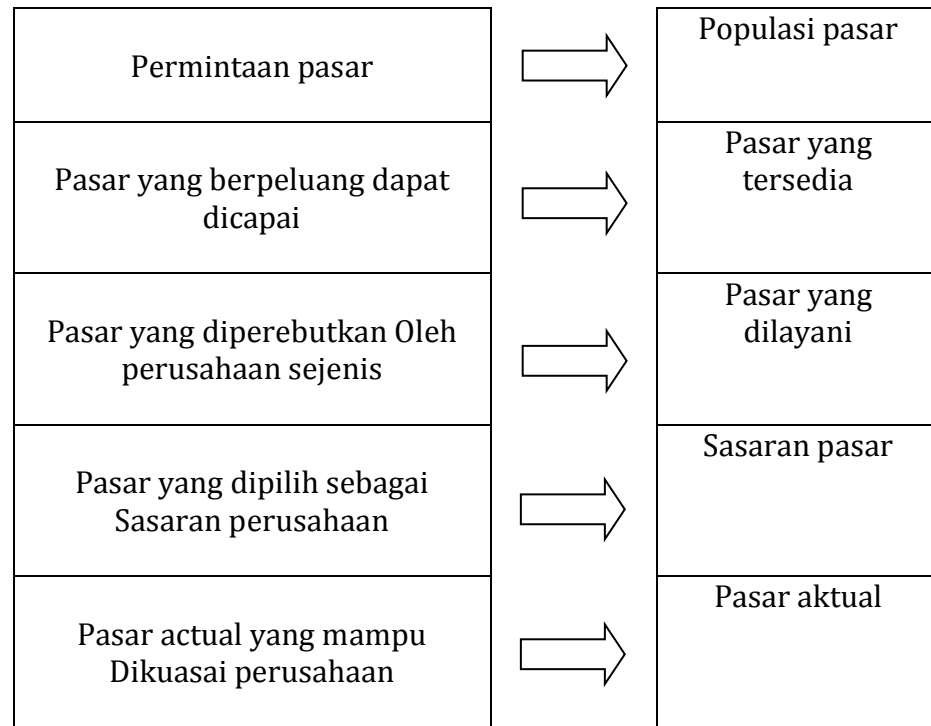 Permintaan pasar
Populasi pasar
Pasar yang berpeluang dapat
dicapai
Pasar yang
tersedia
Pasar yang diperebutkan Oleh
perusahaan sejenis
Pasar yang
dilayani
Pasar yang dipilih sebagai
Sasaran perusahaan
Sasaran pasar
Pasar actual yang mampu
Dikuasai perusahaan
Pasar aktual